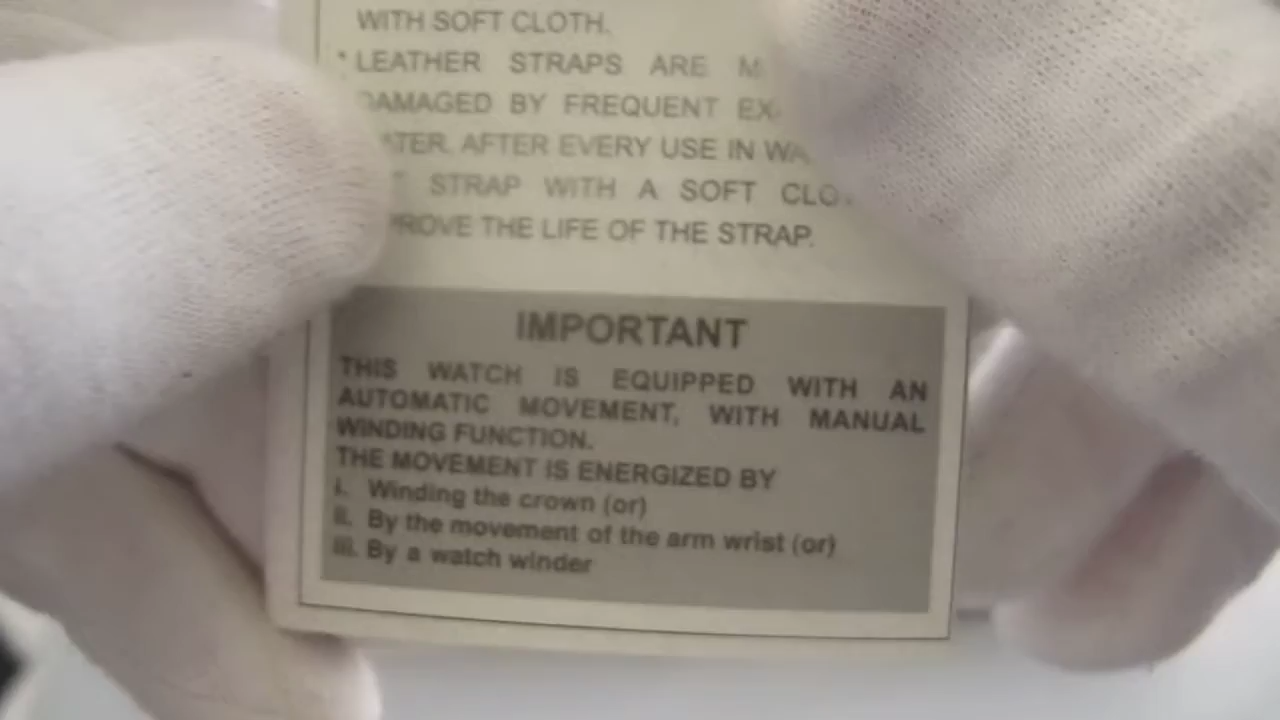 WITH SOFT CLOTH.
* LEATHER STRAPS ARE
DAMAGED BY FREQUENT
AFTER EVERY USE IN
STRAP WITH A SOFT
THE LIFE OF THE STRAP.
IMPORTANT
THIS WATCH IS EQUIPPED WITH AN
AUTOMATIC MOVEMENT, WITH MANUAL
WINDING FUNCTION.
THE MOVEMENT IS ENERGIZED BY
i. Winding the crown (or)
ii. By the movement of the arm wrist (or)
iii. By a watch winder